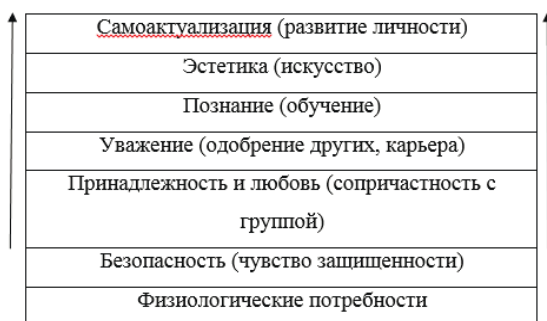 Самоактуализация (развитие личности)
Эстетика (искусство)
Познание (обучение)
Уважение (одобрение других, карьера)
Принадлежность и любовь (сопричастность с
группой)
Безопасность (чувство защищенности)
Физиологические потребности